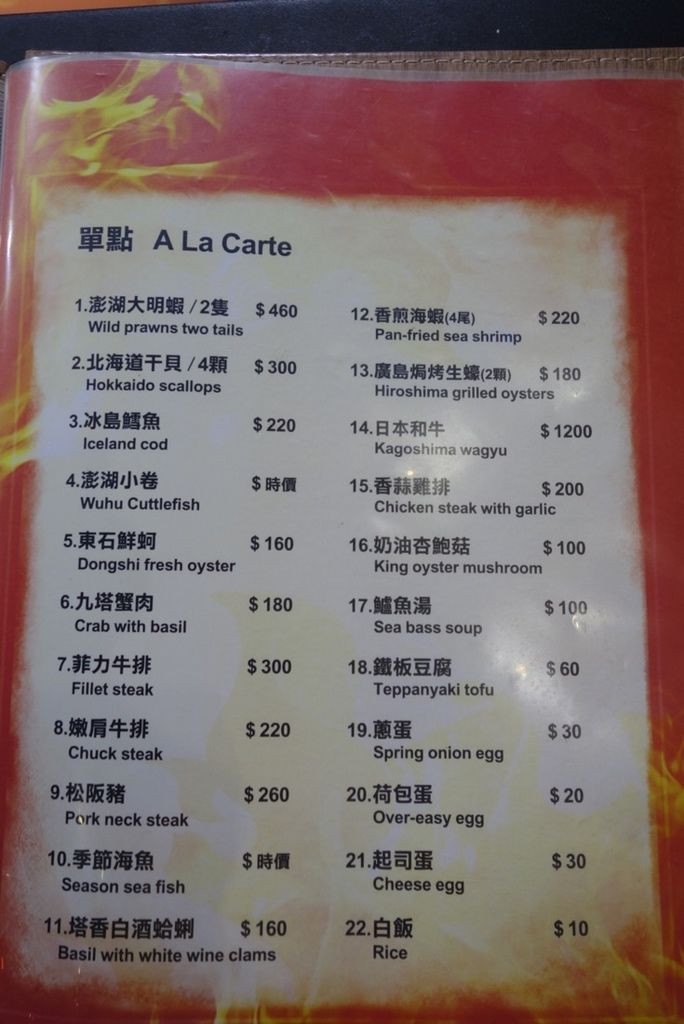 單點 A La Carte
1.澎湖大明蝦 / 2隻 $ 460
Wild prawns two tails
2.北海道干貝 / 4顆 $ 300
Hokkaido scallops
3.冰島鱈魚 $ 220
Iceland cod
4.澎湖小卷 $ 時價
Wuhu Cuttlefish
5.東石鮮蚵 $ 160
Dongshi fresh oyster
6.九塔蟹肉 $ 180
Crab with basil
7.菲力牛排 $ 300
Fillet steak
8.嫩肩牛排 $ 220
Chuck steak
9.松阪豬 $ 260
Pork neck steak
10.季節海魚 $ 時價
Season sea fish
11.塔香白酒蛤蜊 $ 160
Basil with white wine clams
12.香煎海蝦(4尾) $ 220
Pan-fried sea shrimp
13.廣島焗烤生蠔(2顆) $ 180
Hiroshima grilled oysters
14.日本和牛 $ 1200
Kagoshima wagyu
15.香蒜雞排 $ 200
Chicken steak with garlic
16.奶油杏鮑菇 $ 100
King oyster mushroom
17.鱸魚湯 $ 100
Sea bass soup
18.鐵板豆腐 $ 60
Teppanyaki tofu
19.蔥蛋 $ 30
Spring onion egg
20.荷包蛋 $ 20
Over-easy egg
21.起司蛋 $ 30
Cheese egg
22.白飯 $ 10
Rice